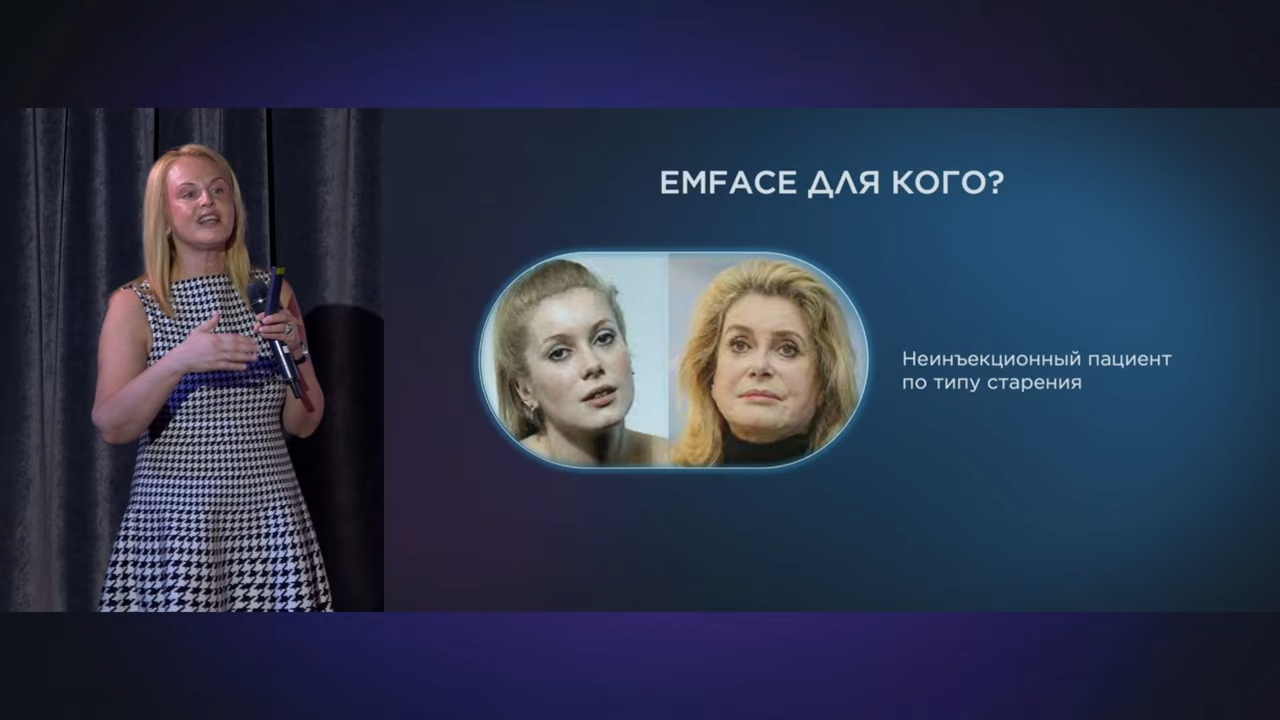 EMFACE ДЛЯ КОГО?
Неинъекционный пациент
по типу старения